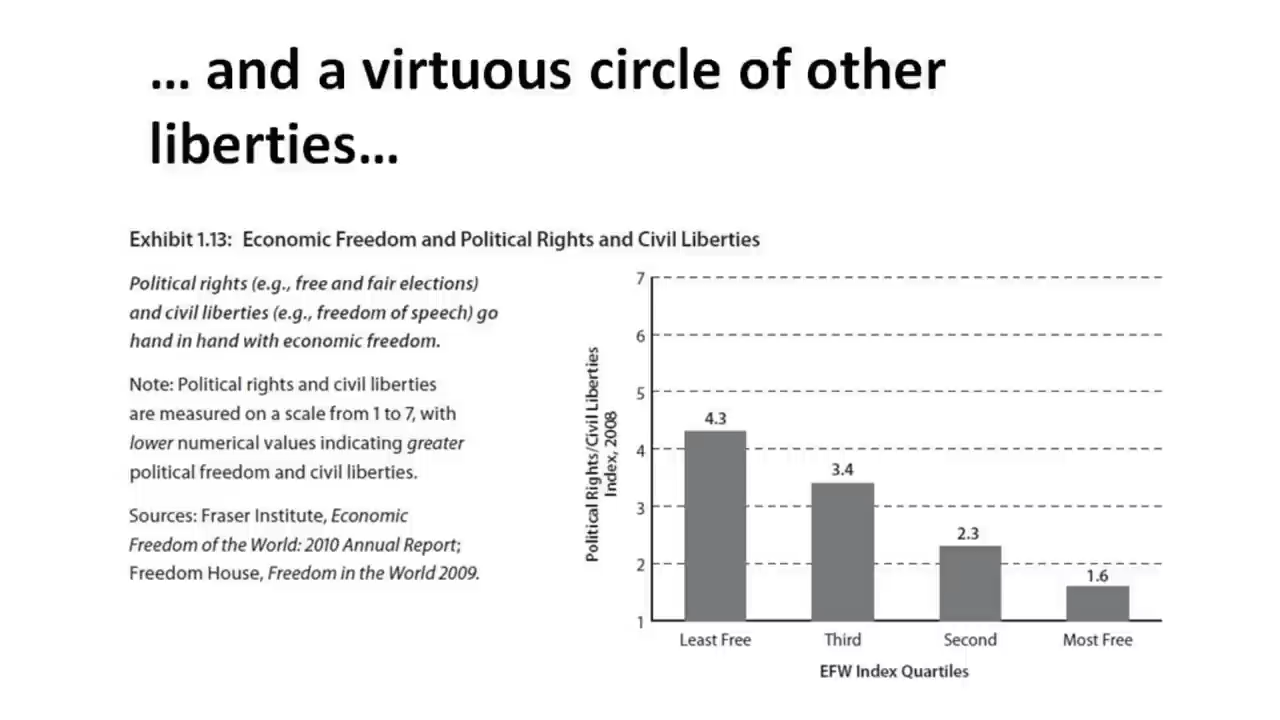 ... and a virtuous circle of other
liberties...
Exhibit 1.13: Economic Freedom and Political Rights and Civil Liberties
Political rights (e.g., free and fair elections)
and civil liberties (e.g., freedom of speech) go
hand in hand with economic freedom.
Note: Political rights and civil liberties
are measured on a scale from 1 to 7, with
lower numerical values indicating greater
political freedom and civil liberties.
Sources: Fraser Institute, Economic
Freedom of the World: 2010 Annual Report;
Freedom House, Freedom in the World 2009.
Political Rights/Civil Liberties
Index, 2008
7
6
5
4
3
2
1
4.3
3.4
2.3
1.6
Least Free
Third
Second
Most Free
EFW Index Quartiles